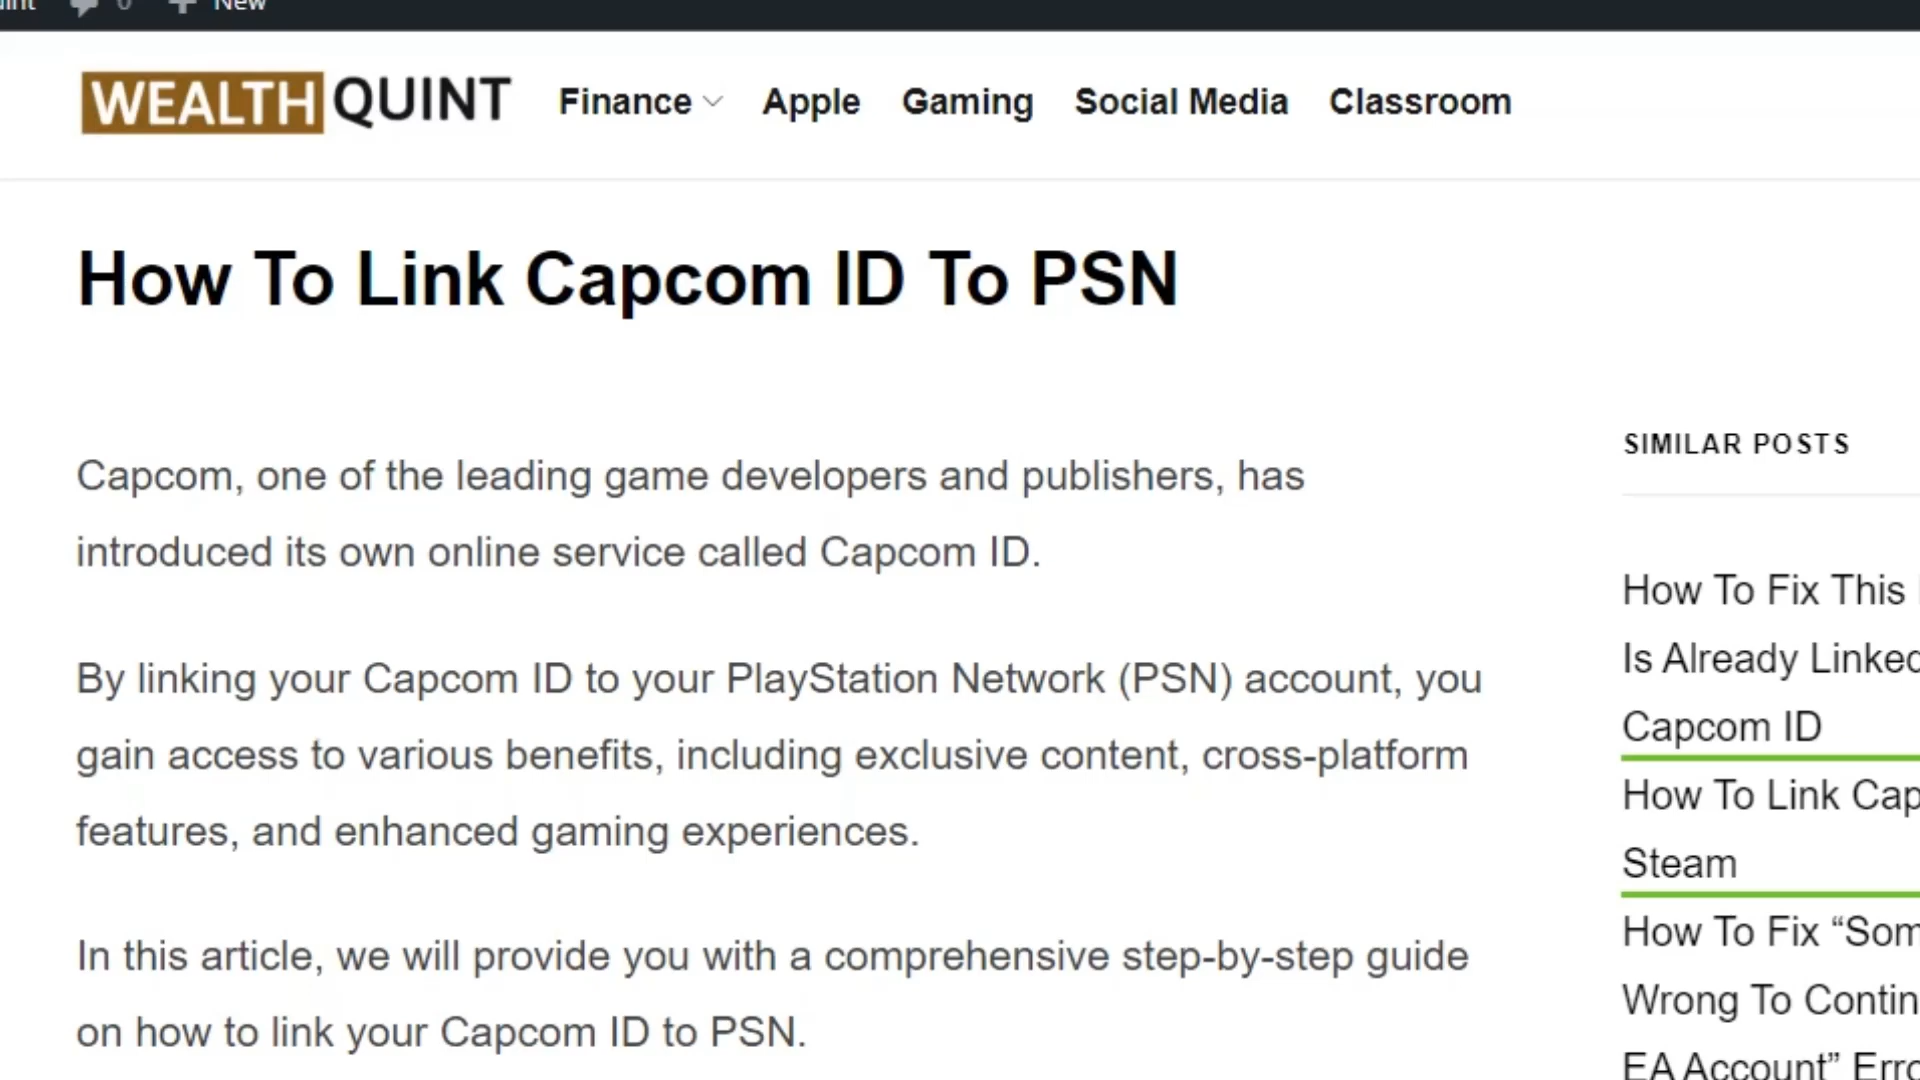 0 New
WEALTH QUINT Finance Apple Gaming Social Media Classroom
How To Link Capcom ID To PSN
Capcom, one of the leading game developers and publishers, has
introduced its own online service called Capcom ID.
By linking your Capcom ID to your PlayStation Network (PSN) account, you
gain access to various benefits, including exclusive content, cross-platform
features, and enhanced gaming experiences.
In this article, we will provide you with a comprehensive step-by-step guide
on how to link your Capcom ID to PSN.
SIMILAR POSTS
How To Fix This
Is Already Linked
Capcom ID
How To Link Cap
Steam
How To Fix “Som
Wrong To Contin
EA Account” Erro